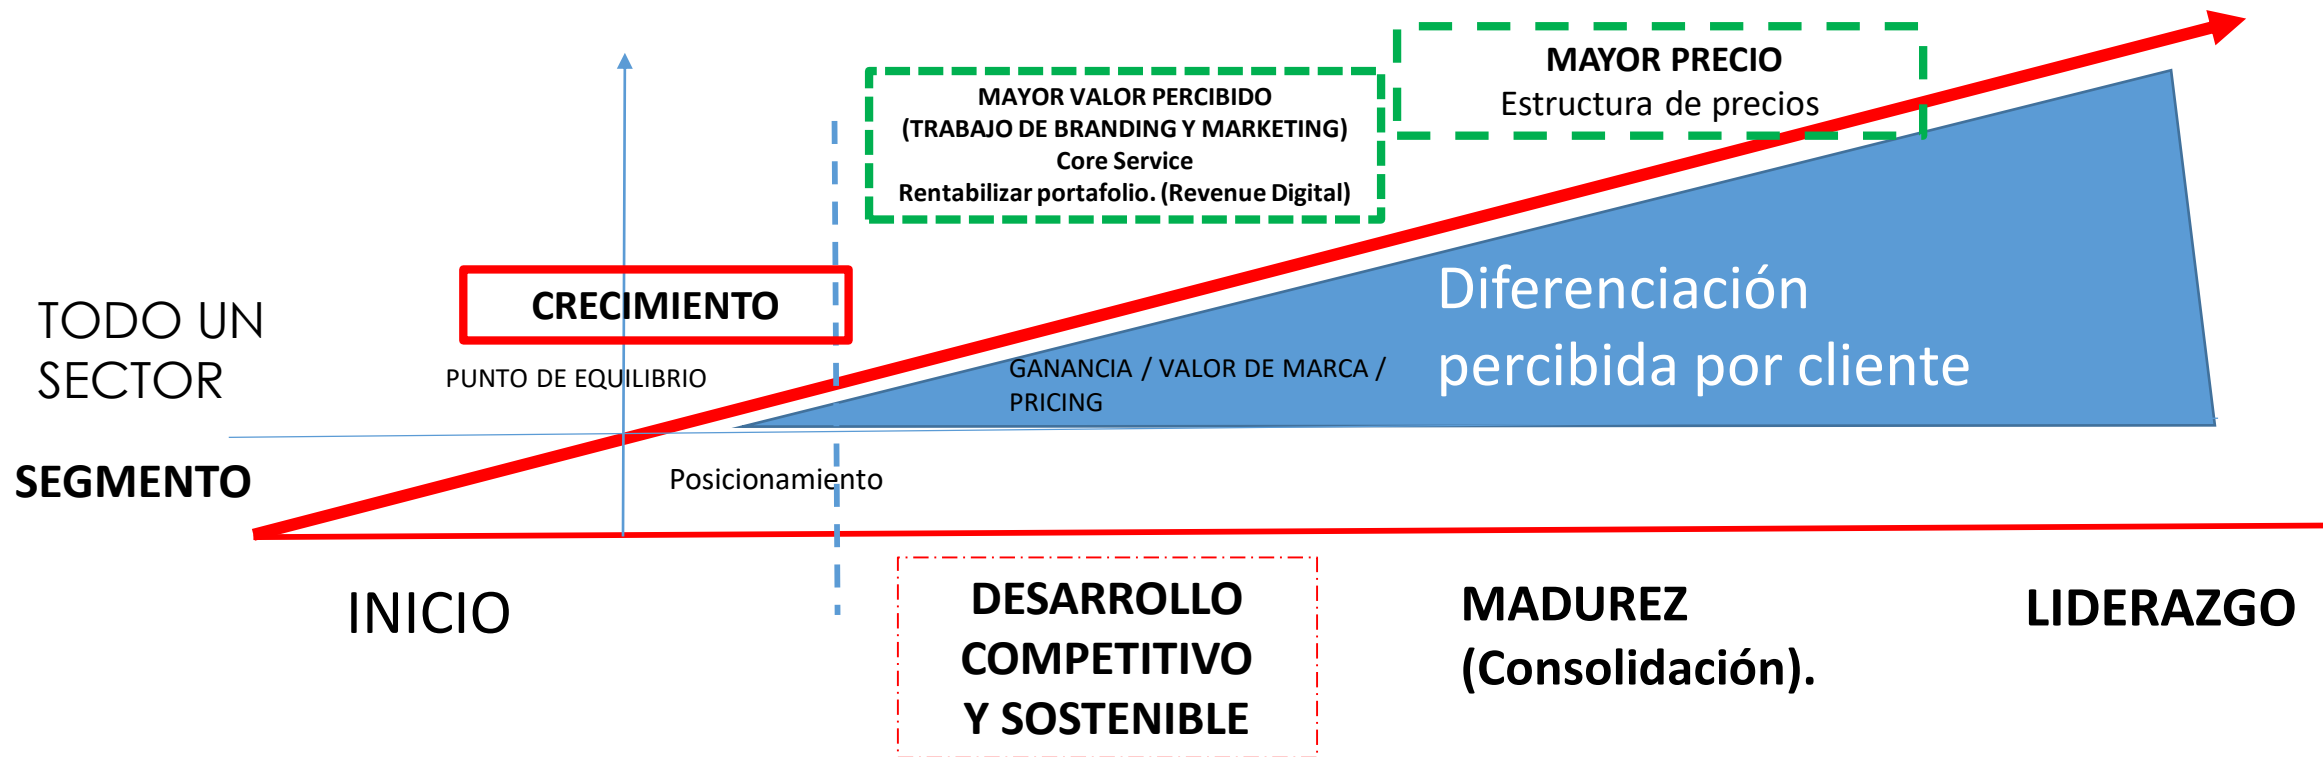 MAYOR PRECIO
Estructura de precios
MAYOR VALOR PERCIBIDO
(TRABAJO DE BRANDING Y MARKETING)
Core Service
Rentabilizar portafolio. (Revenue Digital)
CRECIMIENTO
TODO UN
SECTOR
PUNTO DE EQUILIBRIO
GANANCIA / VALOR DE MARCA /
PRICING
Diferenciación
percibida por cliente
SEGMENTO
Posicionamiento
INICIO
DESARROLLO
COMPETITIVO
Y SOSTENIBLE
MADUREZ
(Consolidación).
LIDERAZGO